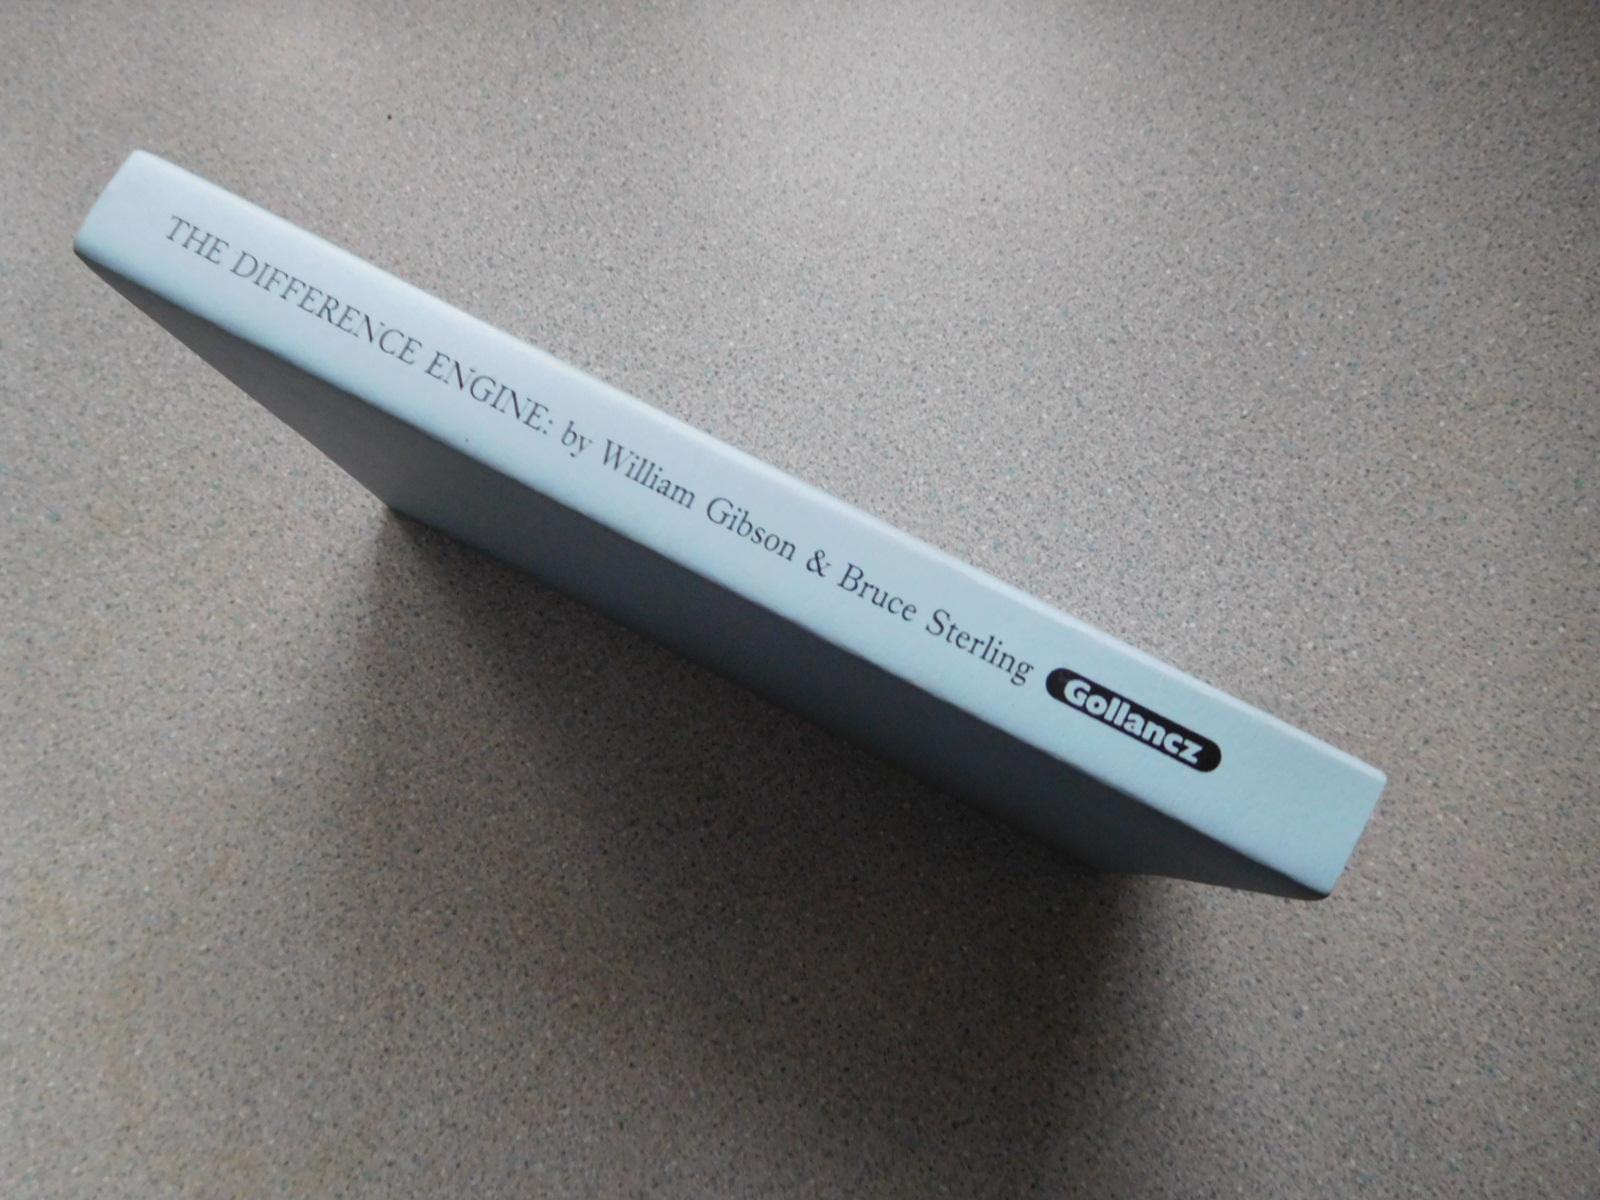 THE DIFFERENCE ENGINE: by William Gibson & Bruce Sterling Gollancz